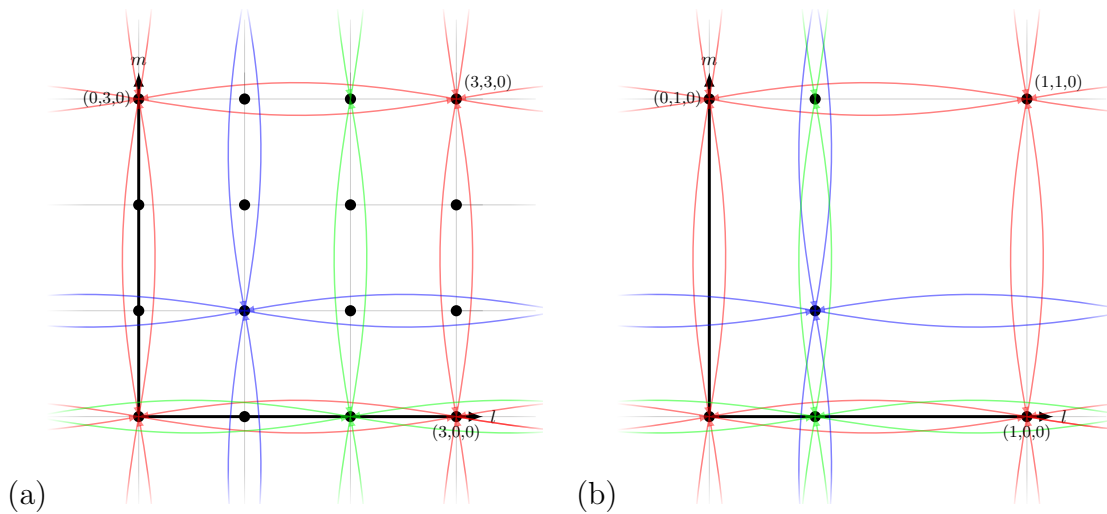 m
(0,3,0)
(3,3,0)
(3,0,0)
l
(a)
m
(0,1,0)
(1,1,0)
(1,0,0)
l
(b)